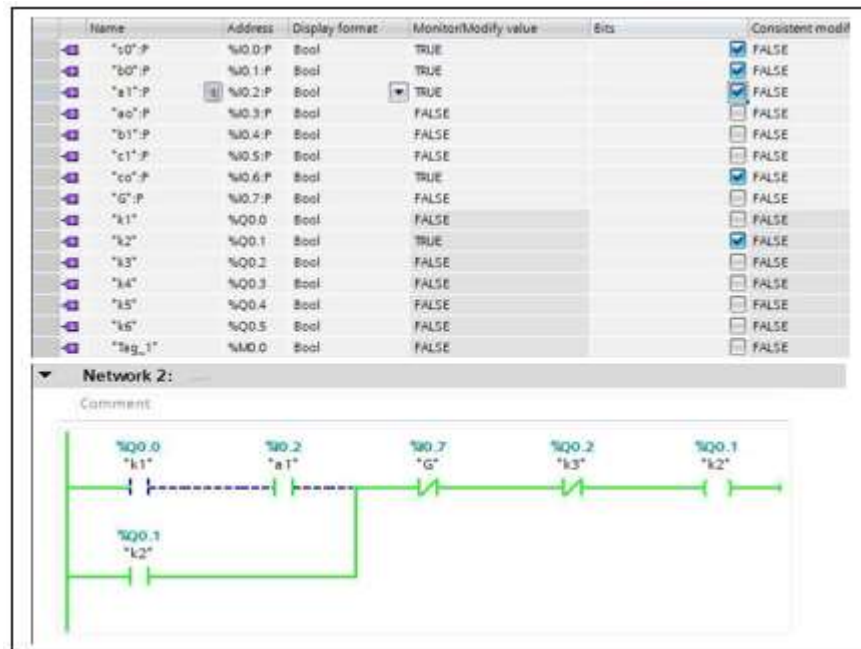 Name Address Display format Monitor/Modify value Bits Consistent modif
"s0":P %I0.0:P Bool TRUE FALSE
"b0":P %I0.1:P Bool TRUE FALSE
"a1":P %I0.2:P Bool TRUE FALSE
"ao":P %I0.3:P Bool FALSE FALSE
"b1":P %I0.4:P Bool FALSE FALSE
"c1":P %I0.5:P Bool FALSE FALSE
"co":P %I0.6:P Bool TRUE FALSE
"G":P %I0.7:P Bool FALSE FALSE
"k1" %Q0.0 Bool FALSE FALSE
"k2" %Q0.1 Bool TRUE FALSE
"k3" %Q0.2 Bool FALSE FALSE
"k4" %Q0.3 Bool FALSE FALSE
"k5" %Q0.4 Bool FALSE FALSE
"k6" %Q0.5 Bool FALSE FALSE
"Tag_1" %M0.0 Bool FALSE FALSE
Network 2: .....
Comment
%Q0.0 %I0.2 %I0.7 %Q0.2 %Q0.1
"k1" "a1" "G" "k3" "k2"
%Q0.1
"k2"